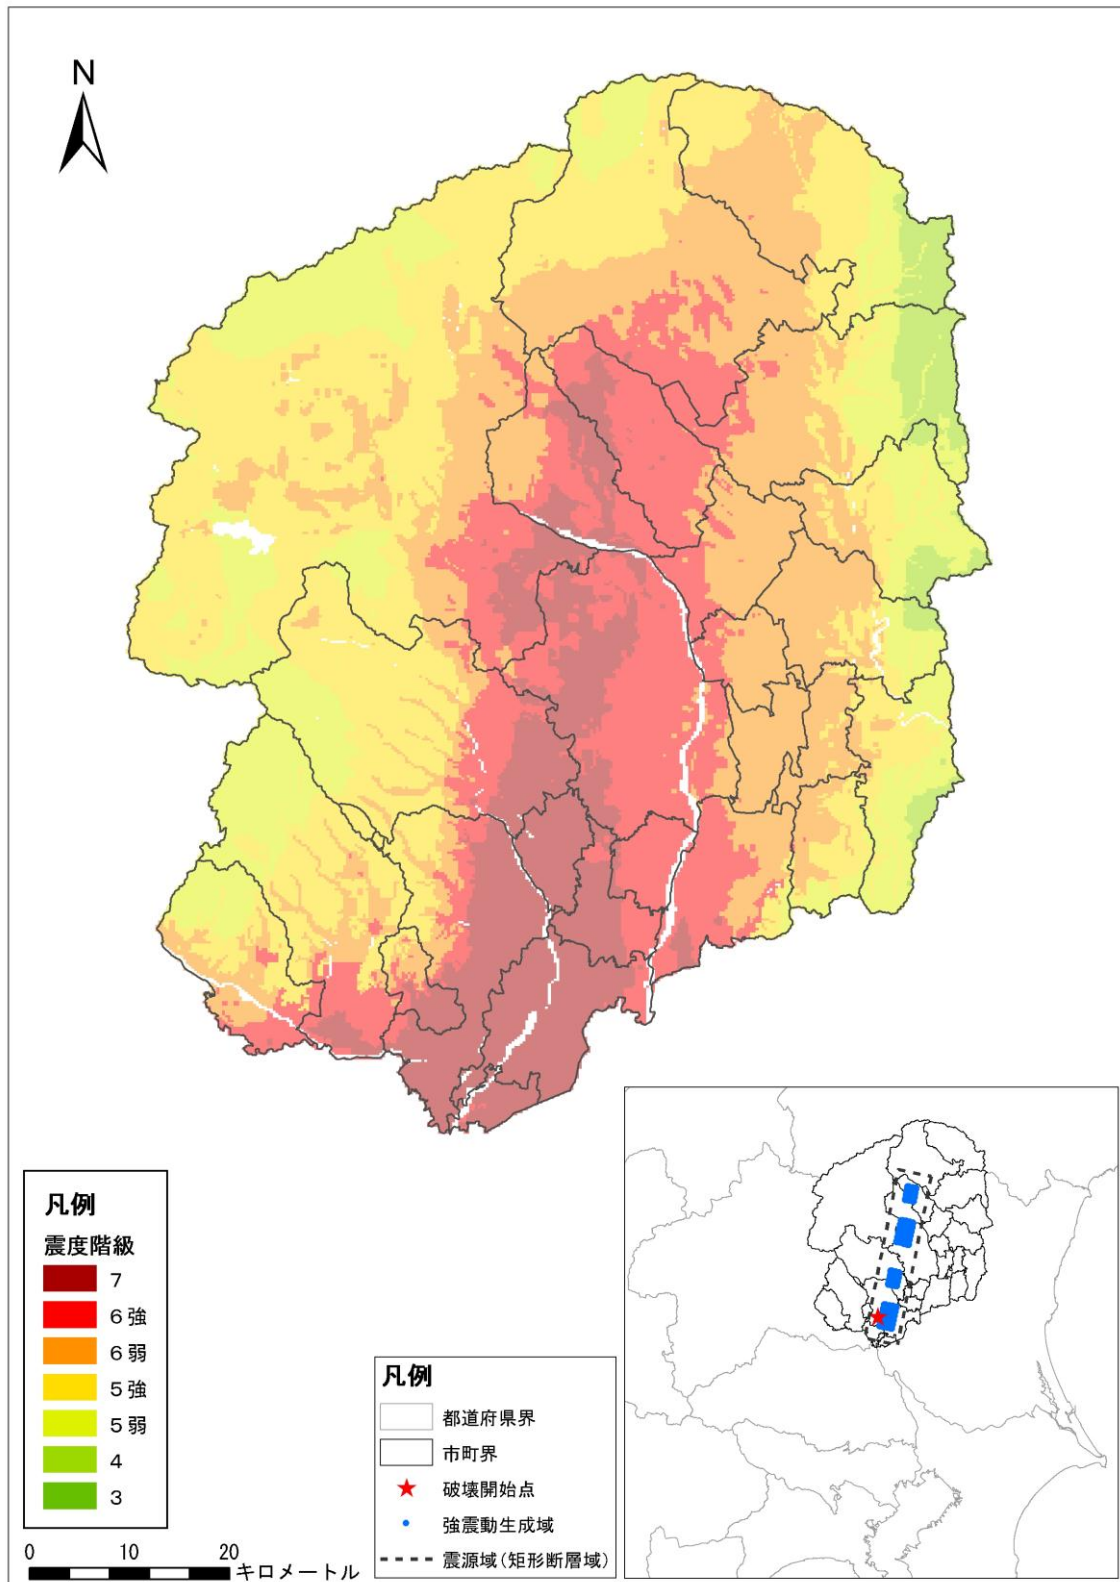 N
凡例
震度階級
7
6強
6弱
5強
5弱
4
3
0 10 20 キロメートル
凡例
都道府県界
市町界
破壊開始点
強震動生成域
震源域(矩形断層域)